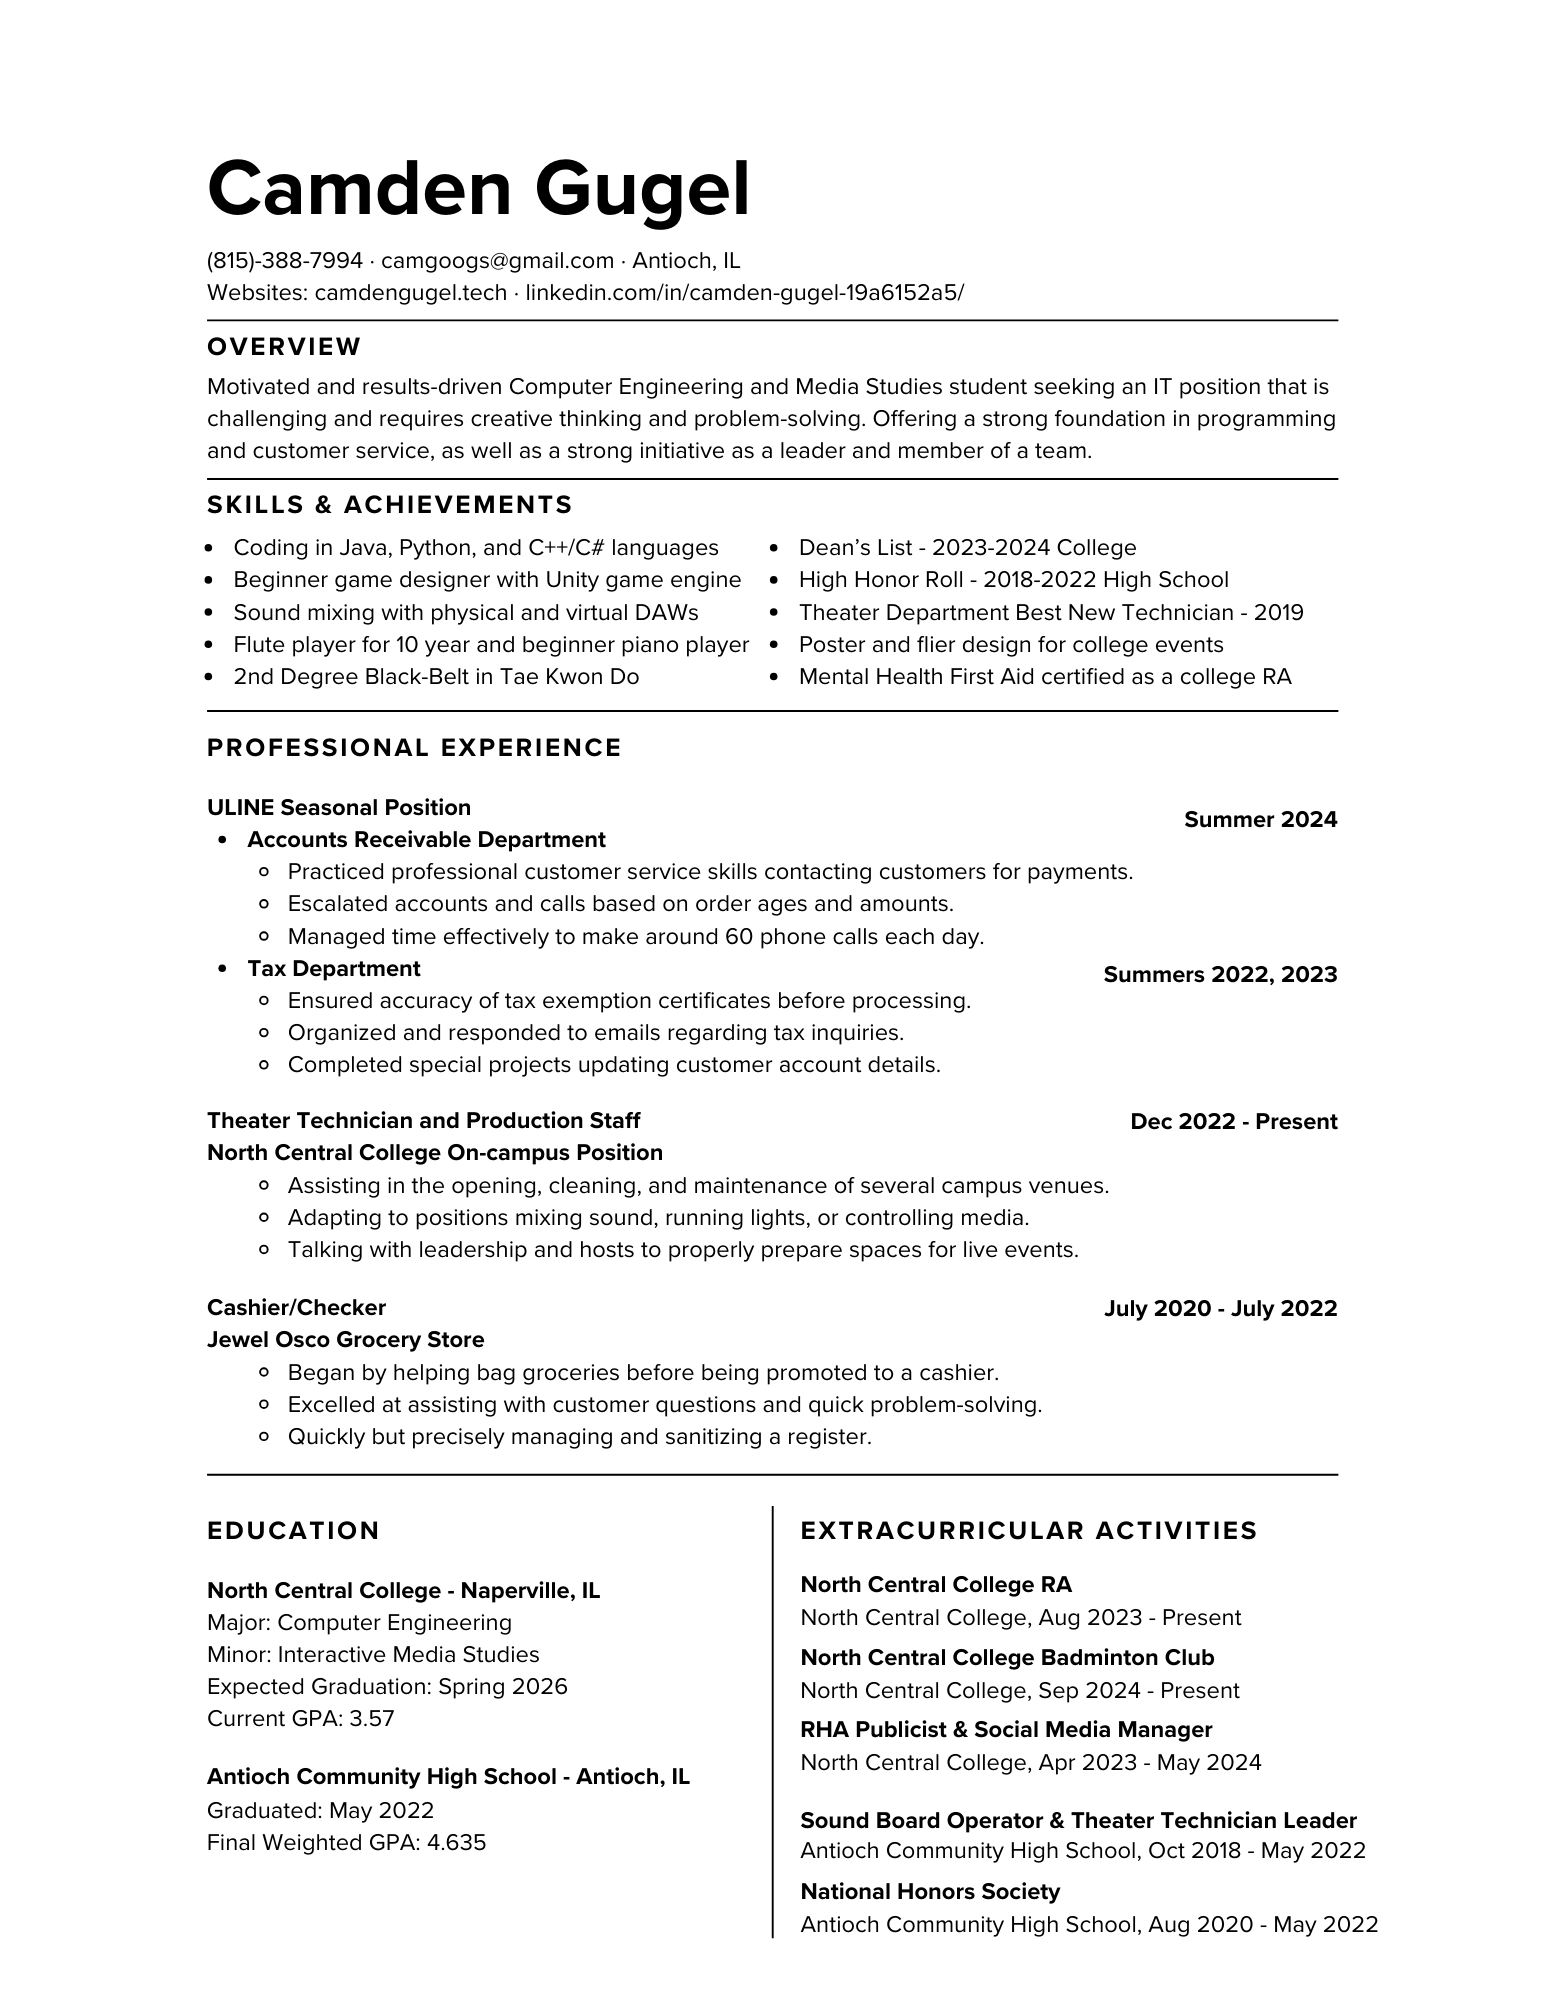 Camden Gugel
(815)-388-7994 · camgoogs@gmail.com · Antioch, IL
Websites: camdengugel.tech · linkedin.com/in/camden-gugel-19a6152a5/
OVERVIEW
Motivated and results-driven Computer Engineering and Media Studies student seeking an IT position that is
challenging and requires creative thinking and problem-solving. Offering a strong foundation in programming
and customer service, as well as a strong initiative as a leader and member of a team.
SKILLS & ACHIEVEMENTS
• Coding in Java, Python, and C++/C# languages
• Beginner game designer with Unity game engine
• Sound mixing with physical and virtual DAWs
• Flute player for 10 year and beginner piano player
• 2nd Degree Black-Belt in Tae Kwon Do
• Dean’s List - 2023-2024 College
• High Honor Roll - 2018-2022 High School
• Theater Department Best New Technician - 2019
• Poster and flier design for college events
• Mental Health First Aid certified as a college RA
PROFESSIONAL EXPERIENCE
ULINE Seasonal Position
Summer 2024
• Accounts Receivable Department
◦ Practiced professional customer service skills contacting customers for payments.
◦ Escalated accounts and calls based on order ages and amounts.
◦ Managed time effectively to make around 60 phone calls each day.
• Tax Department
Summers 2022, 2023
◦ Ensured accuracy of tax exemption certificates before processing.
◦ Organized and responded to emails regarding tax inquiries.
◦ Completed special projects updating customer account details.
Theater Technician and Production Staff
Dec 2022 - Present
North Central College On-campus Position
◦ Assisting in the opening, cleaning, and maintenance of several campus venues.
◦ Adapting to positions mixing sound, running lights, or controlling media.
◦ Talking with leadership and hosts to properly prepare spaces for live events.
Cashier/Checker
July 2020 - July 2022
Jewel Osco Grocery Store
◦ Began by helping bag groceries before being promoted to a cashier.
◦ Excelled at assisting with customer questions and quick problem-solving.
◦ Quickly but precisely managing and sanitizing a register.
EDUCATION
North Central College - Naperville, IL
Major: Computer Engineering
Minor: Interactive Media Studies
Expected Graduation: Spring 2026
Current GPA: 3.57
Antioch Community High School - Antioch, IL
Graduated: May 2022
Final Weighted GPA: 4.635
EXTRACURRICULAR ACTIVITIES
North Central College RA
North Central College, Aug 2023 - Present
North Central College Badminton Club
North Central College, Sep 2024 - Present
RHA Publicist & Social Media Manager
North Central College, Apr 2023 - May 2024
Sound Board Operator & Theater Technician Leader
Antioch Community High School, Oct 2018 - May 2022
National Honors Society
Antioch Community High School, Aug 2020 - May 2022